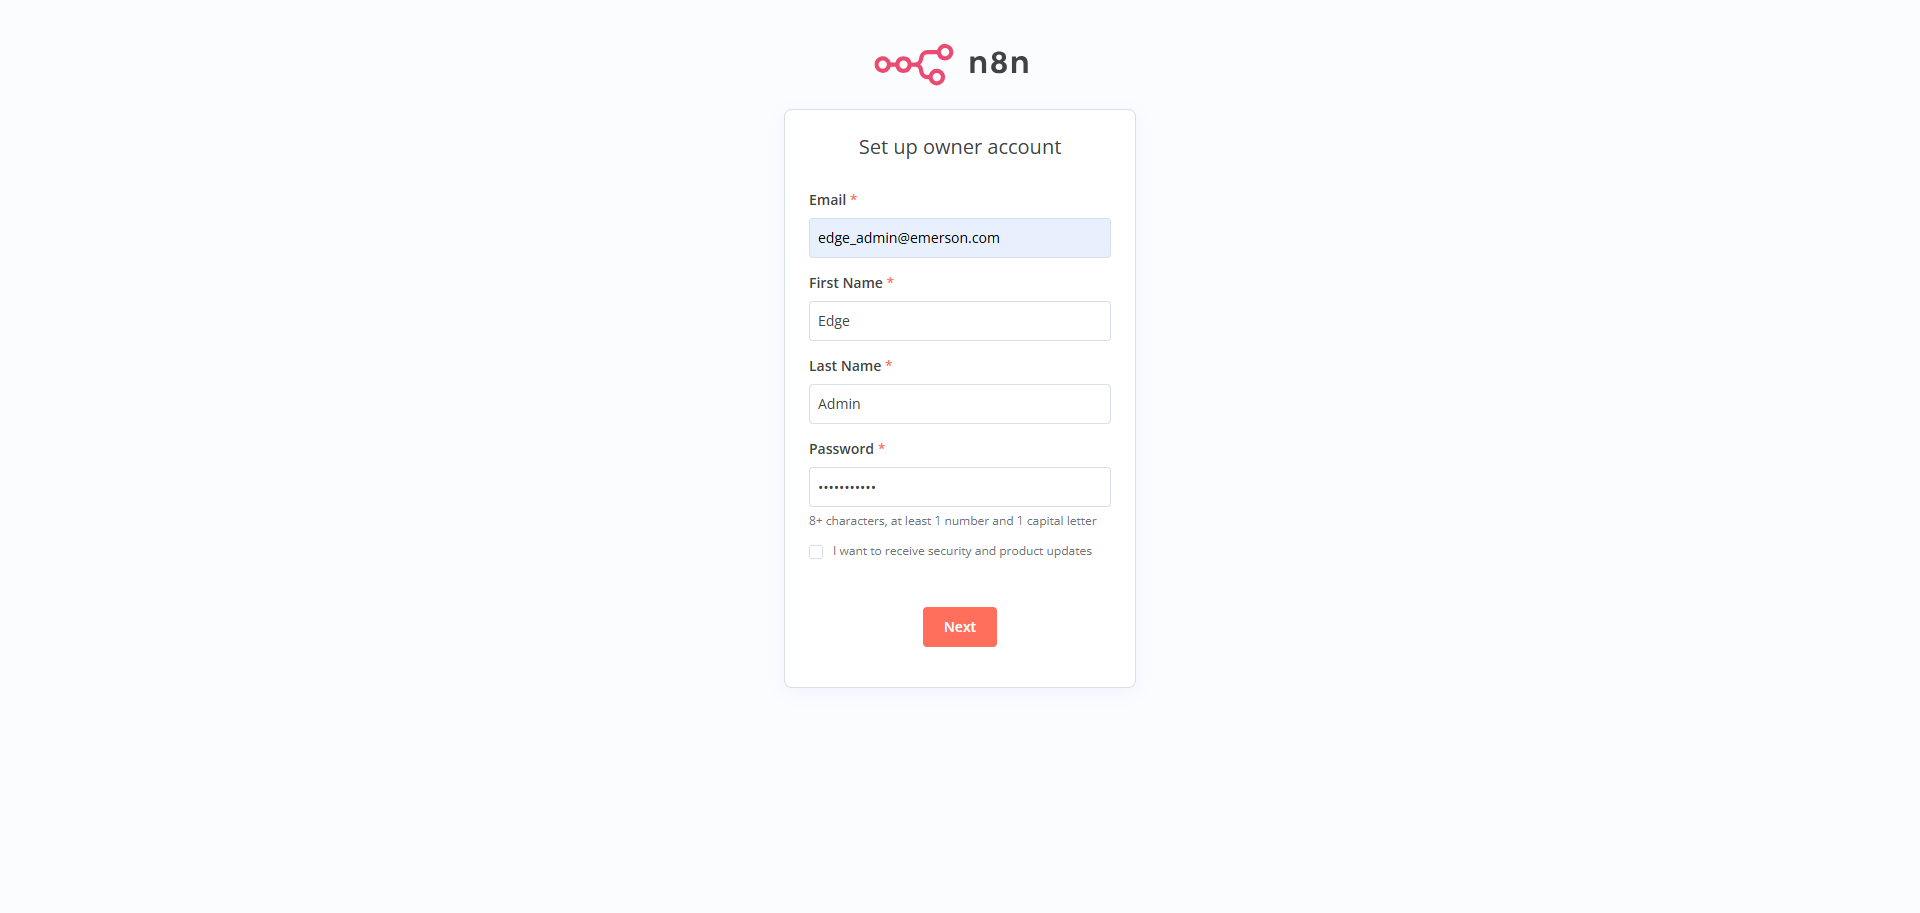 n8n
Set up owner account
Email *
edge_admin@emerson.com
First Name *
Edge
Last Name *
Admin
Password *
•••••••••••
8+ characters, at least 1 number and 1 capital letter
I want to receive security and product updates
Next